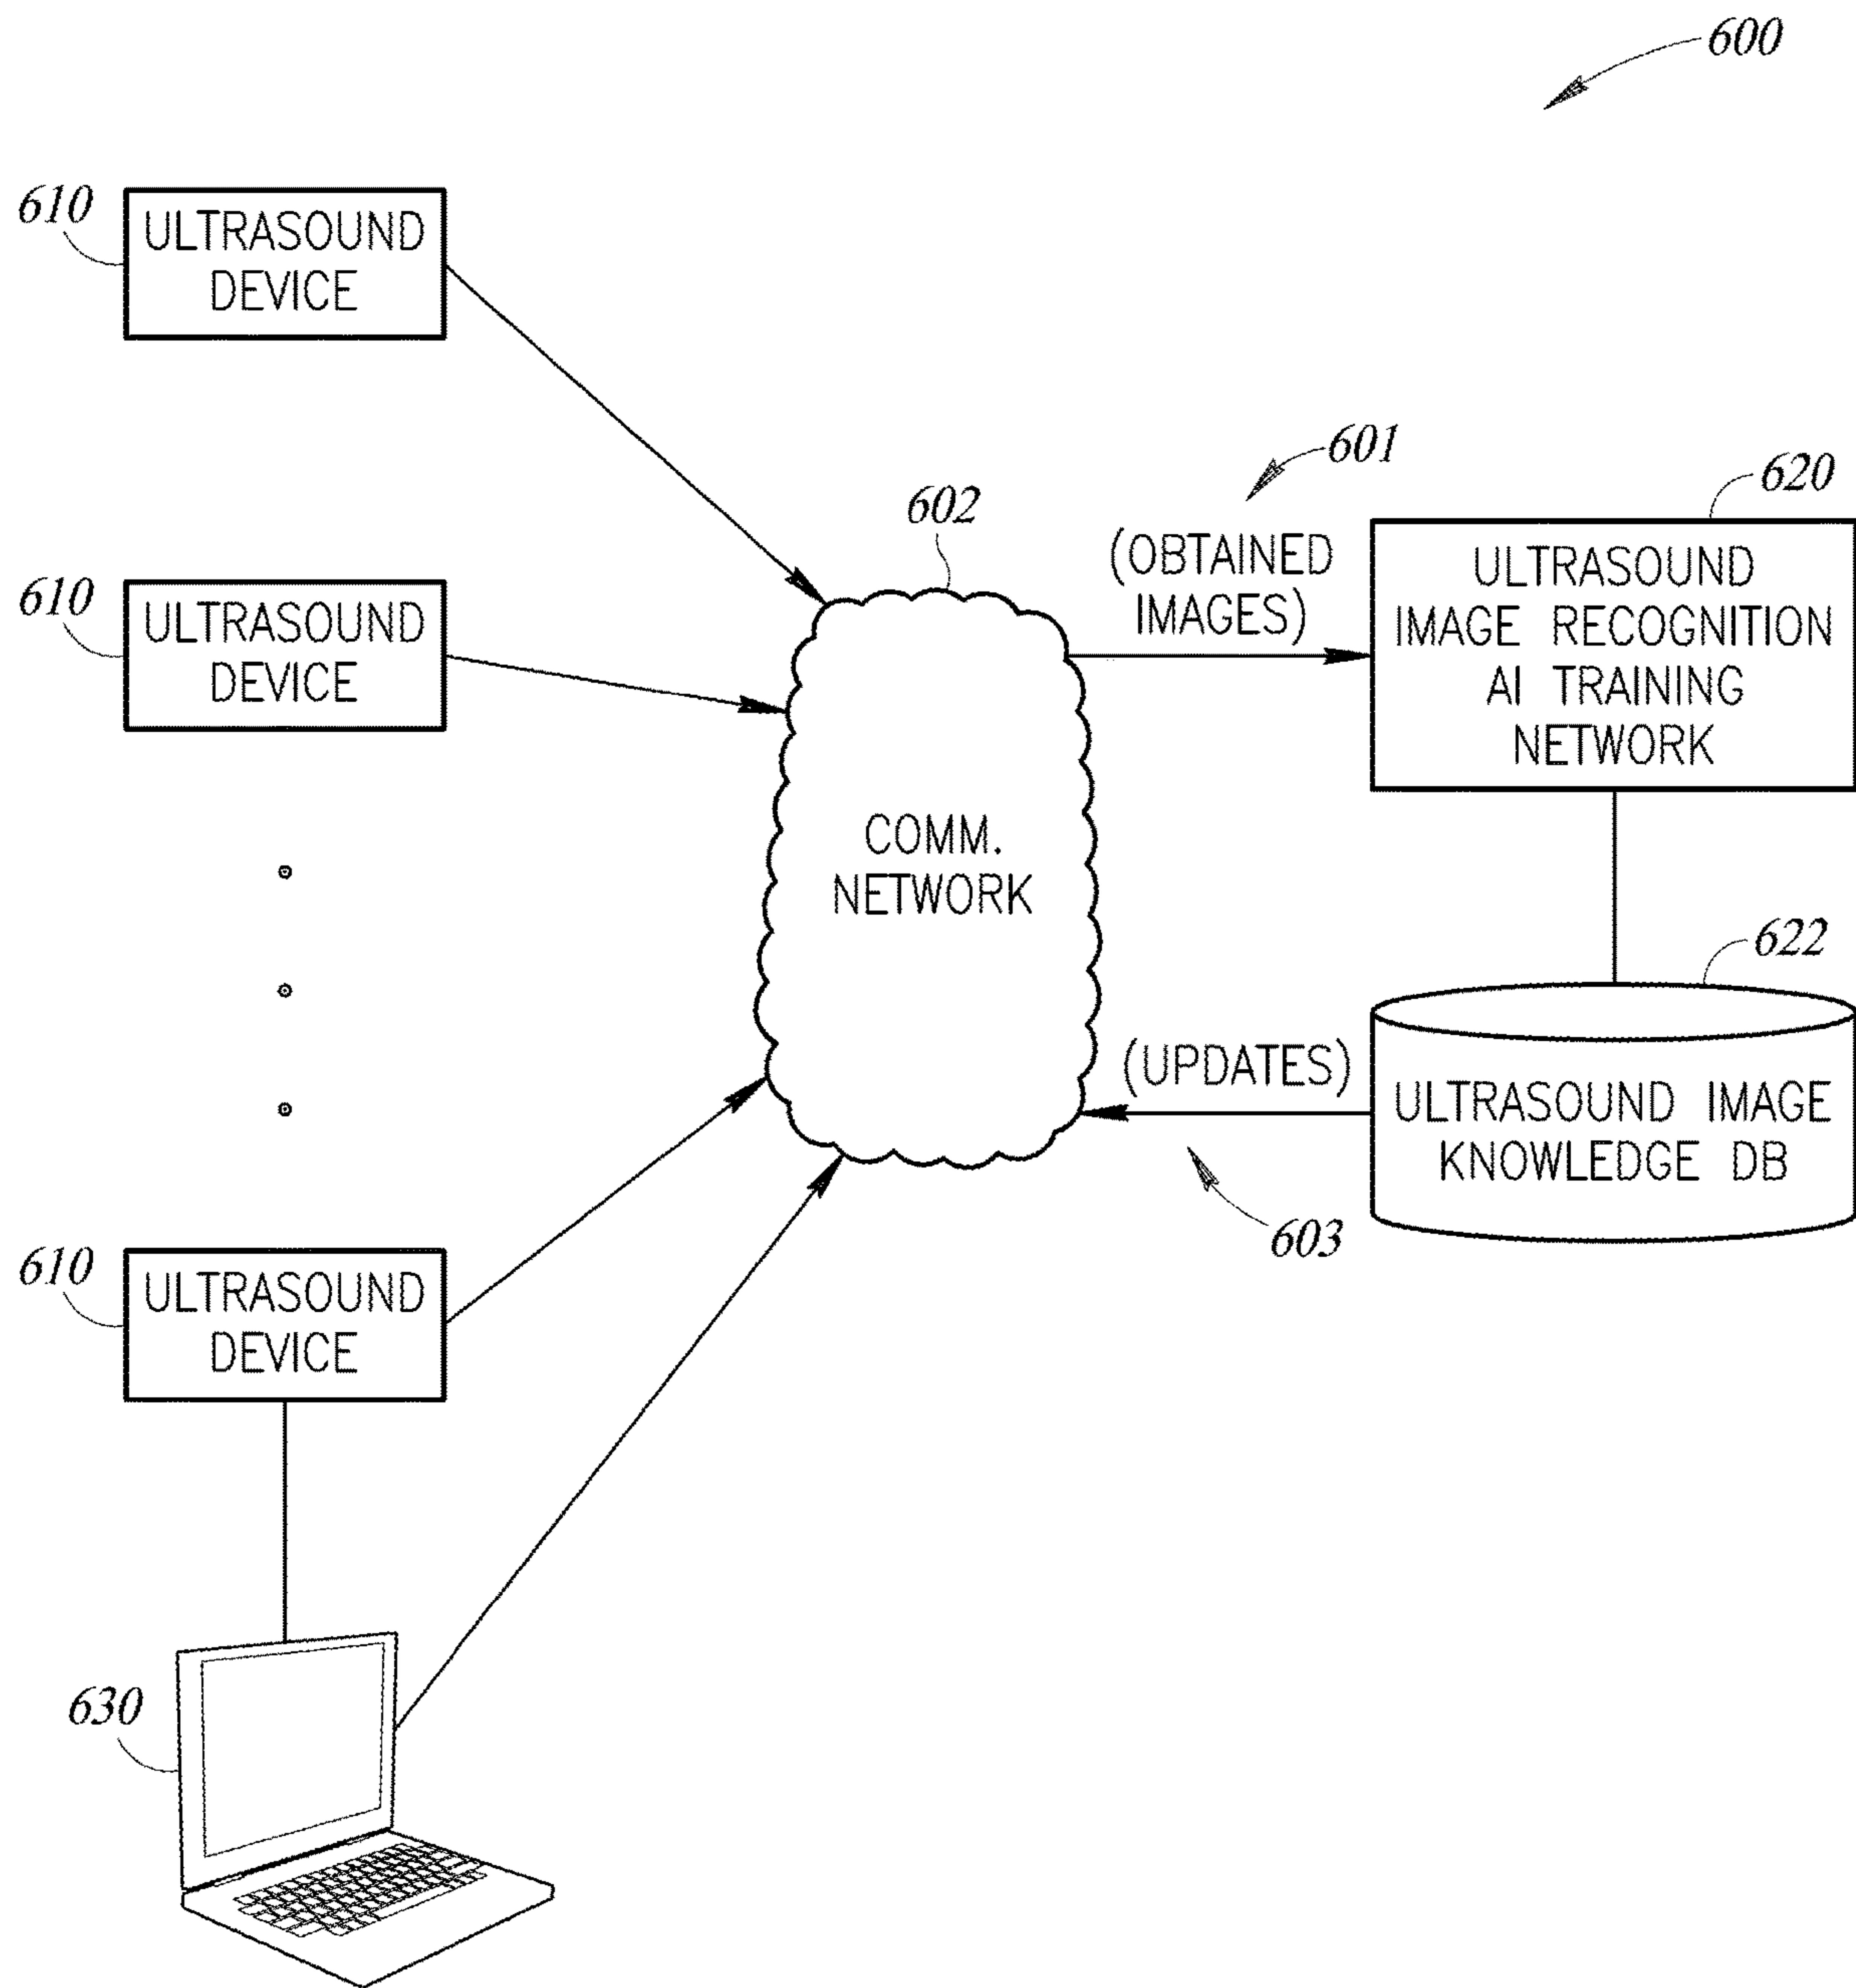 600
610
ULTRASOUND
DEVICE
601
620
602
(OBTAINED
IMAGES)
ULTRASOUND
IMAGE RECOGNITION
AI TRAINING
NETWORK
610
ULTRASOUND
DEVICE
COMM.
NETWORK
622
(UPDATES)
ULTRASOUND IMAGE
KNOWLEDGE DB
603
610
ULTRASOUND
DEVICE
630